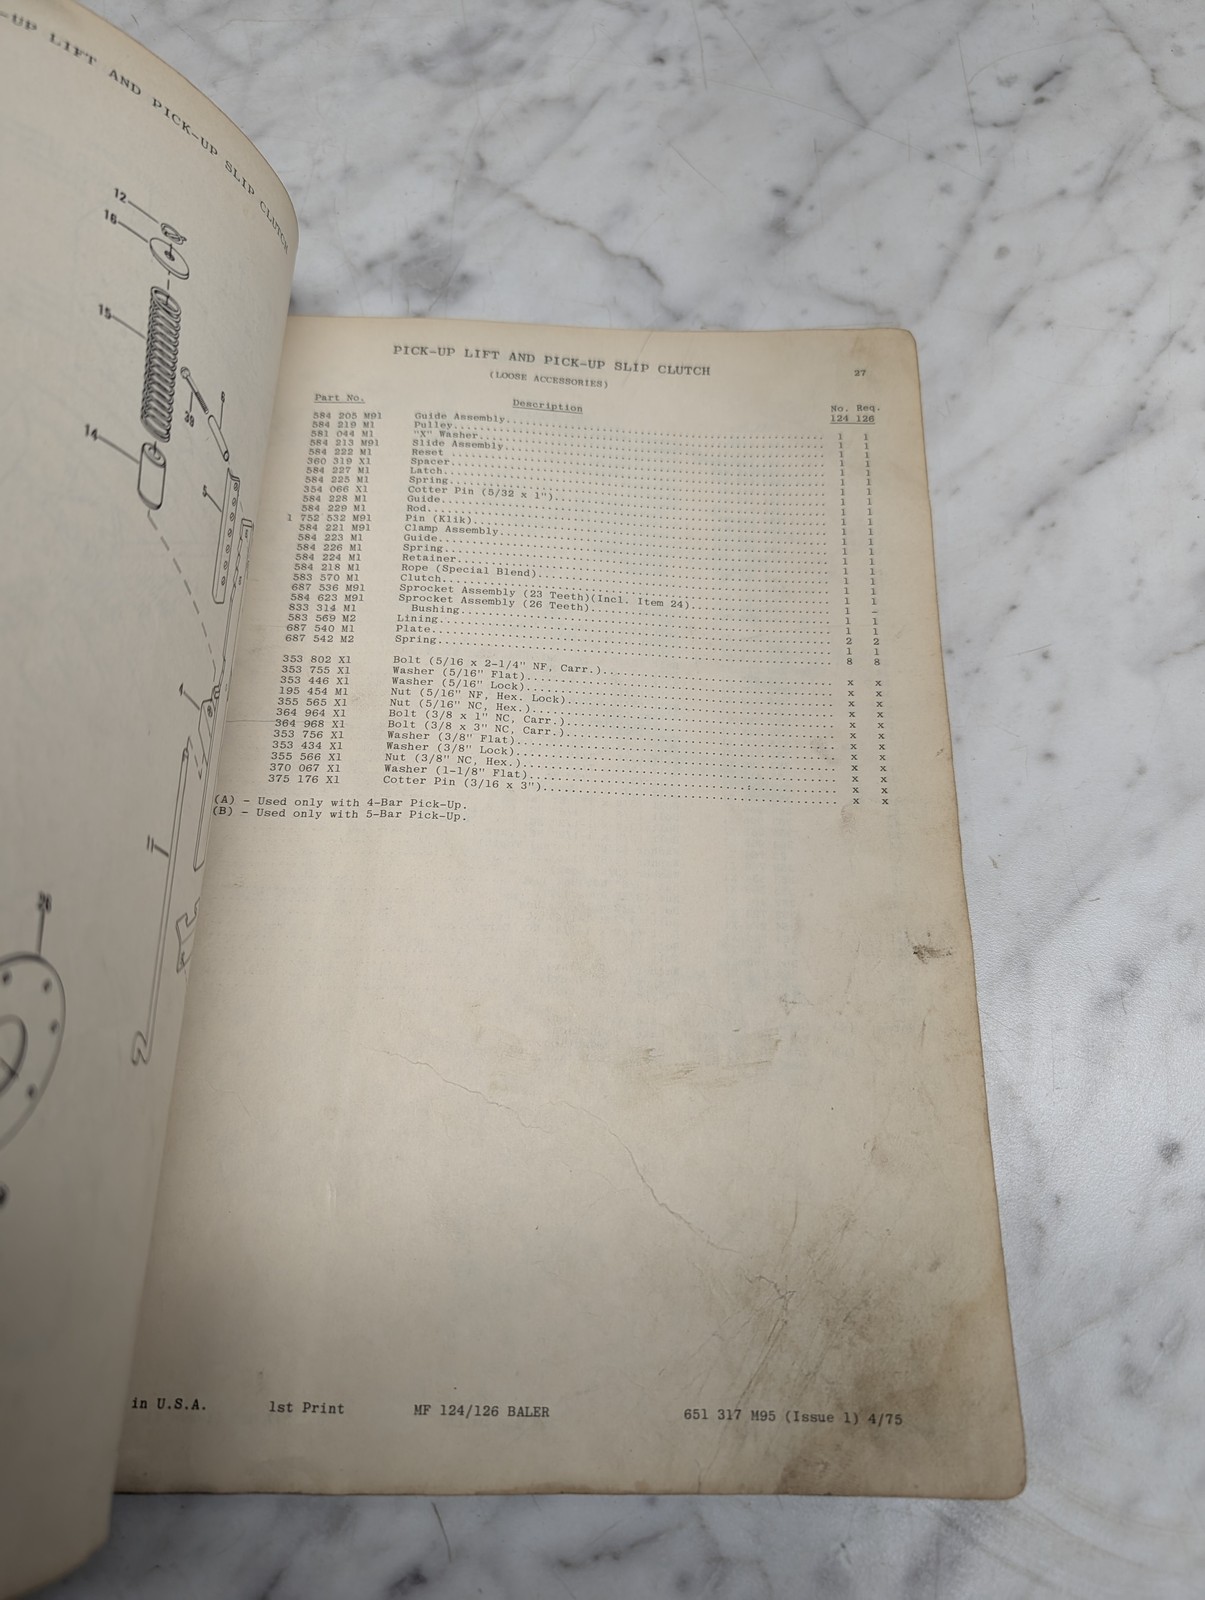 -UP LIFT AND PICK-UP SLIP CLUTCH
12
16
15
14
39
6
26
PICK-UP LIFT AND PICK-UP SLIP CLUTCH
27
(LOOSE ACCESSORIES)
Part No. Description No. Req.
124 126
584 205 M91 Guide Assembly 1 1
584 219 M1 Pulley 1 1
581 044 M1 "X" Washer 1 1
584 213 M91 Slide Assembly 1 1
584 222 M1 Reset 1 1
360 319 X1 Spacer 1 1
584 227 M1 Latch 1 1
584 225 M1 Spring 1 1
354 066 X1 Cotter Pin (5/32 x 1") 1 1
584 228 M1 Guide 1 1
584 229 M1 Rod 1 1
1 752 532 M91 Pin (Klik) 1 1
584 221 M91 Clamp Assembly 1 1
584 223 M1 Guide 1 1
584 226 M1 Spring 1 1
584 224 M1 Retainer 1 1
584 218 M1 Rope (Special Blend) 1 1
583 570 M1 Clutch 1 1
687 536 M91 Sprocket Assembly (23 Teeth)(Incl. Item 24) 1 -
584 623 M91 Sprocket Assembly (26 Teeth) 1 1
833 314 M1 Bushing 1 1
583 569 M2 Lining 2 2
687 540 M1 Plate 1 1
687 542 M2 Spring 8 8
353 802 X1 Bolt (5/16 x 2-1/4" NF, Carr.) x x
353 755 X1 Washer (5/16" Flat) x x
353 446 X1 Washer (5/16" Lock) x x
195 454 M1 Nut (5/16" NF, Hex. Lock) x x
355 565 X1 Nut (5/16" NC, Hex.) x x
364 964 X1 Bolt (3/8 x 1" NC, Carr.) x x
364 968 X1 Bolt (3/8 x 3" NC, Carr.) x x
353 756 X1 Washer (3/8" Flat) x x
353 434 X1 Washer (3/8" Lock) x x
355 566 X1 Nut (3/8" NC, Hex.) x x
370 067 X1 Washer (1-1/8" Flat) x x
375 176 X1 Cotter Pin (3/16 x 3") x x
(A) - Used only with 4-Bar Pick-Up.
(B) - Used only with 5-Bar Pick-Up.
in U.S.A. 1st Print MF 124/126 BALER 651 317 M95 (Issue 1) 4/75